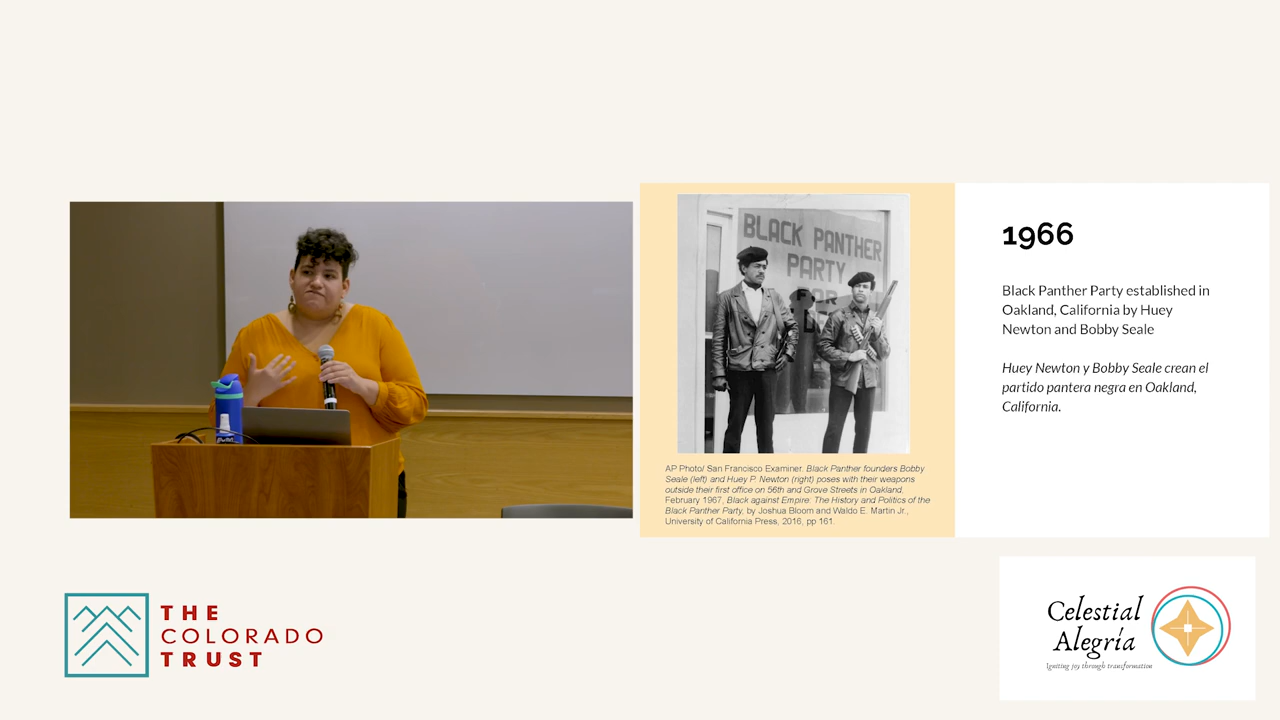 BLACK PANTHER
PARTY
FOR
AP Photo/ San Francisco Examiner. Black Panther founders Bobby
Seale (left) and Huey P. Newton (right) poses with their weapons
outside their first office on 56th and Grove Streets in Oakland.
February 1967, Black against Empire: The History and Politics of the
Black Panther Party, by Joshua Bloom and Waldo E. Martin Jr.,
University of California Press, 2016, pp 161.
1966
Black Panther Party established in
Oakland, California by Huey
Newton and Bobby Seale
Huey Newton y Bobby Seale crean el
partido pantera negra en Oakland,
California.
THE
COLORADO
TRUST
Celestial
Alegría
Igniting joy through transformation